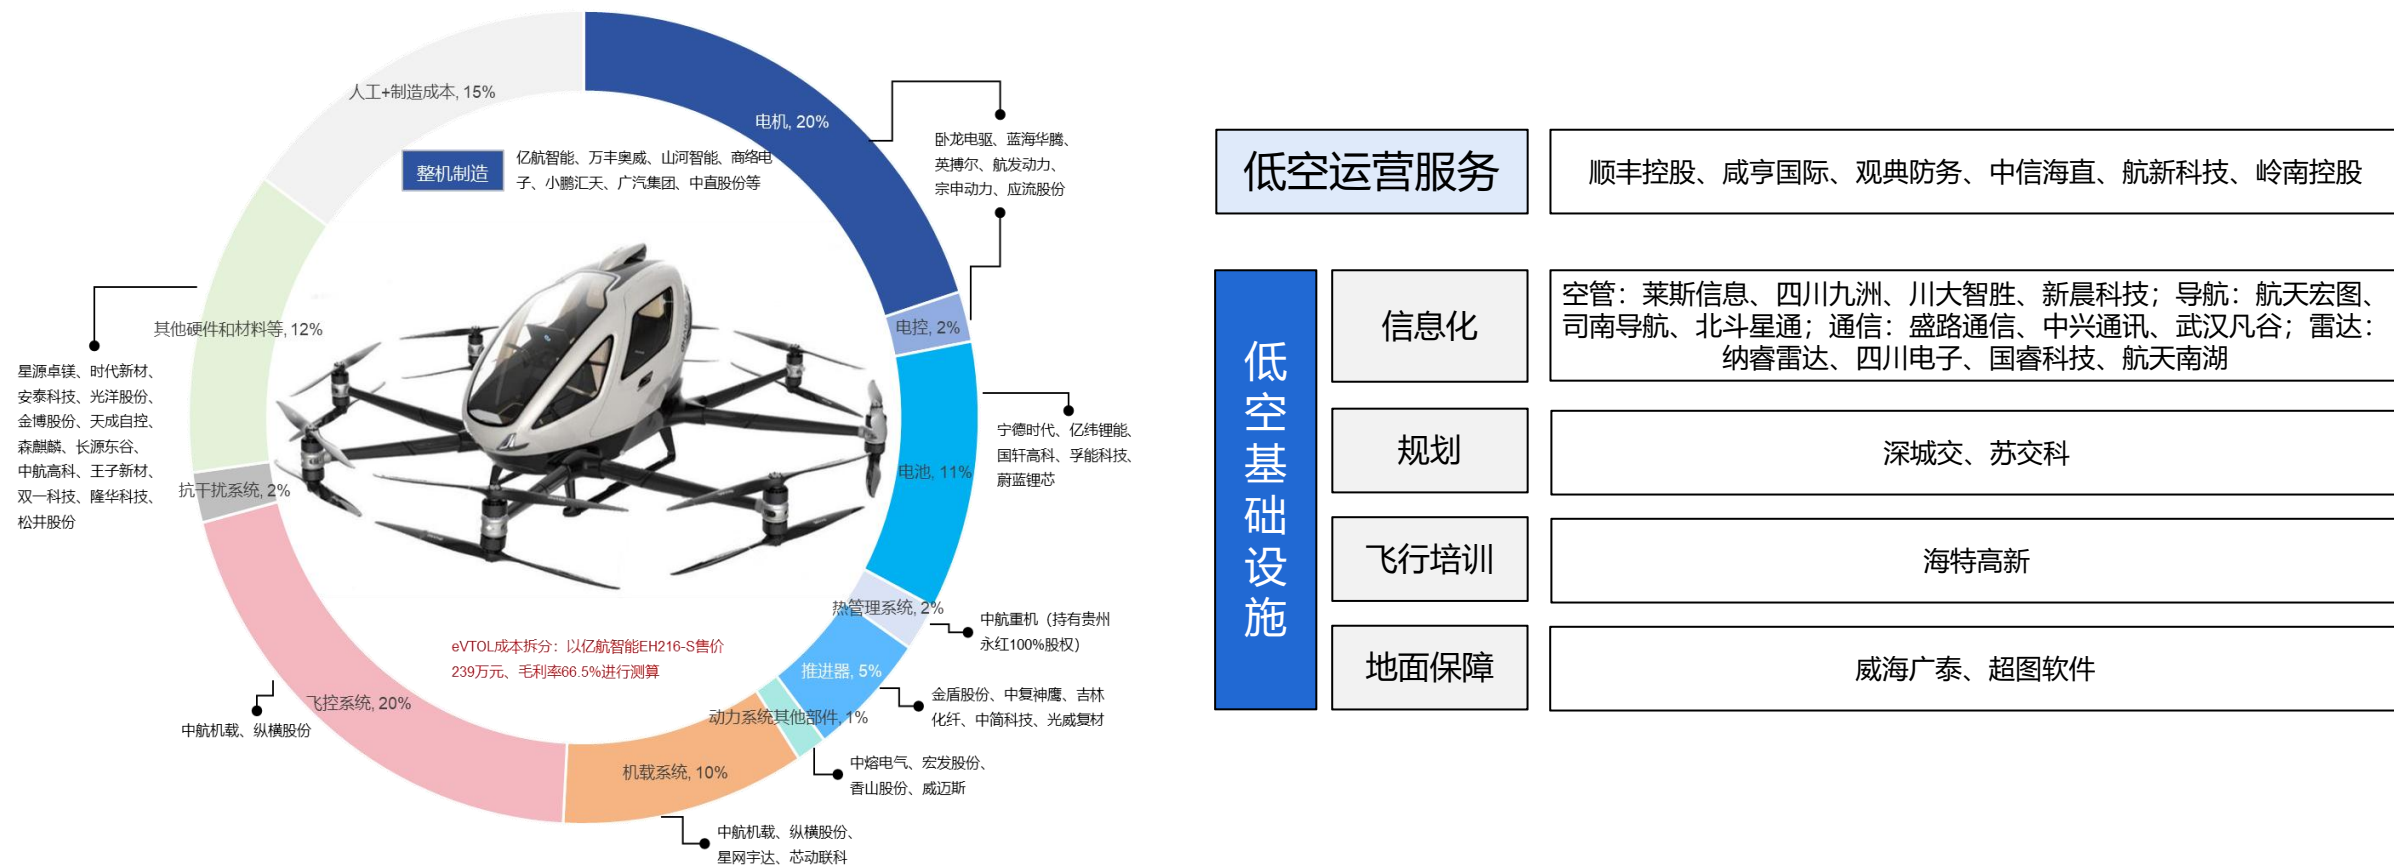 人工+制造成本, 15%
电机, 20%
整机制造
亿航智能、万丰奥威、山河智能、商络电
子、小鹏汇天、广汽集团、中直股份等
卧龙电驱、蓝海华腾、
英搏尔、航发动力、
宗申动力、应流股份
电控, 2%
其他硬件和材料等, 12%
星源卓镁、时代新材、
安泰科技、光洋股份、
金博股份、天成自控、
森麒麟、长源东谷、
中航高科、王子新材、
双一科技、隆华科技、
松井股份
宁德时代、亿纬锂能、
国轩高科、孚能科技、
蔚蓝锂芯
电池, 11%
抗干扰系统, 2%
热管理系统, 2%
中航重机（持有贵州
永红100%股权）
eVTOL成本拆分：以亿航智能EH216-S售价
239万元、毛利率66.5%进行测算
推进器, 5%
金盾股份、中复神鹰、吉林
化纤、中简科技、光威复材
飞控系统, 20%
中航机载、纵横股份
动力系统其他部件, 1%
中熔电气、宏发股份、
香山股份、威迈斯
机载系统, 10%
中航机载、纵横股份、
星网宇达、芯动联科
低空运营服务
顺丰控股、咸亨国际、观典防务、中信海直、航新科技、岭南控股
低空基础设施
信息化
空管：莱斯信息、四川九洲、川大智胜、新晨科技；导航：航天宏图、
司南导航、北斗星通；通信：盛路通信、中兴通讯、武汉凡谷；雷达：
纳睿雷达、四川电子、国睿科技、航天南湖
规划
深城交、苏交科
飞行培训
海特高新
地面保障
威海广泰、超图软件